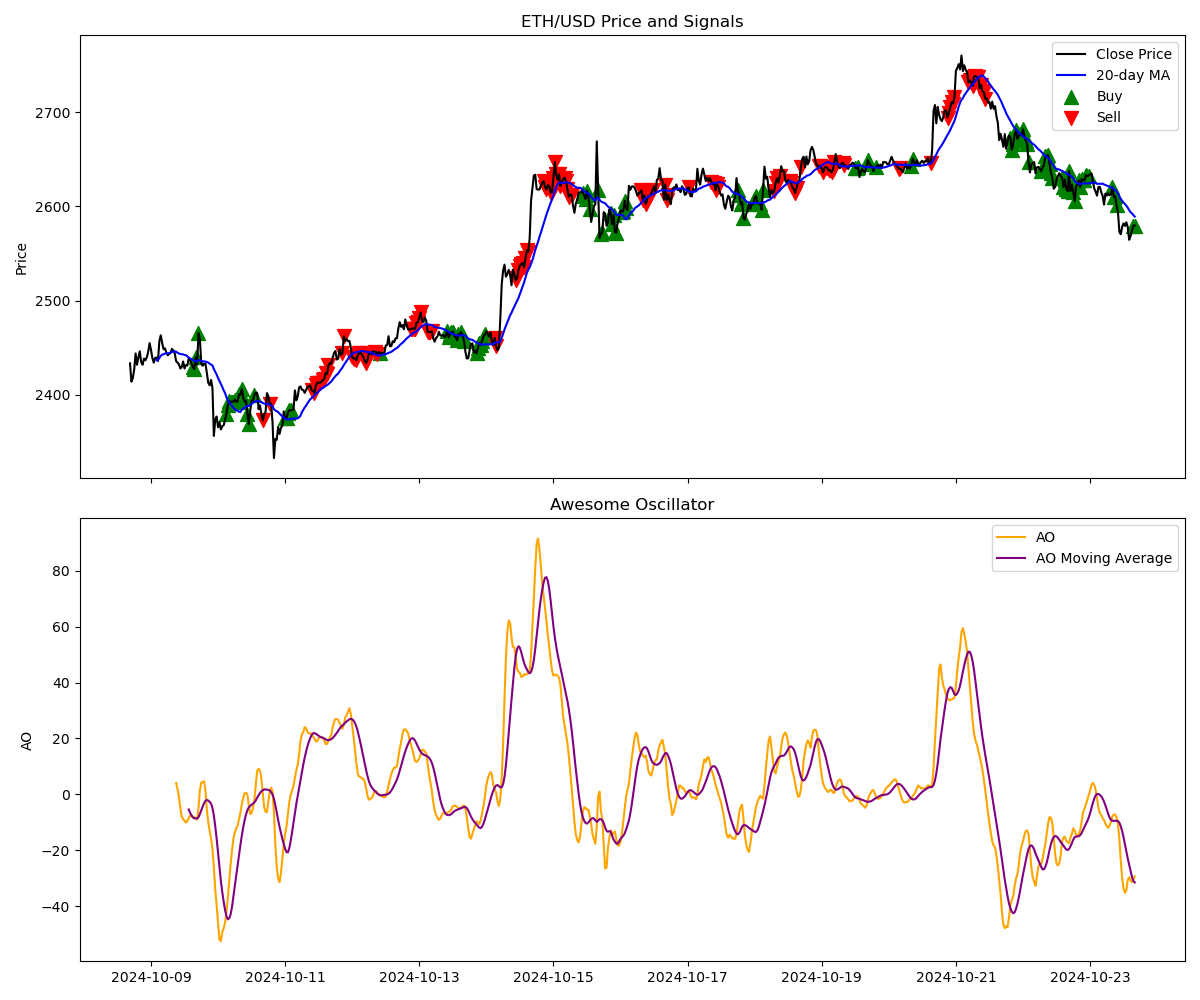 ETH/USD Price and Signals
Close Price
20-day MA
Buy
Sell
Price
2700
2600
2500
2400
Awesome Oscillator
AO
AO Moving Average
AO
80
60
40
20
0
−20
−40
2024-10-09
2024-10-11
2024-10-13
2024-10-15
2024-10-17
2024-10-19
2024-10-21
2024-10-23